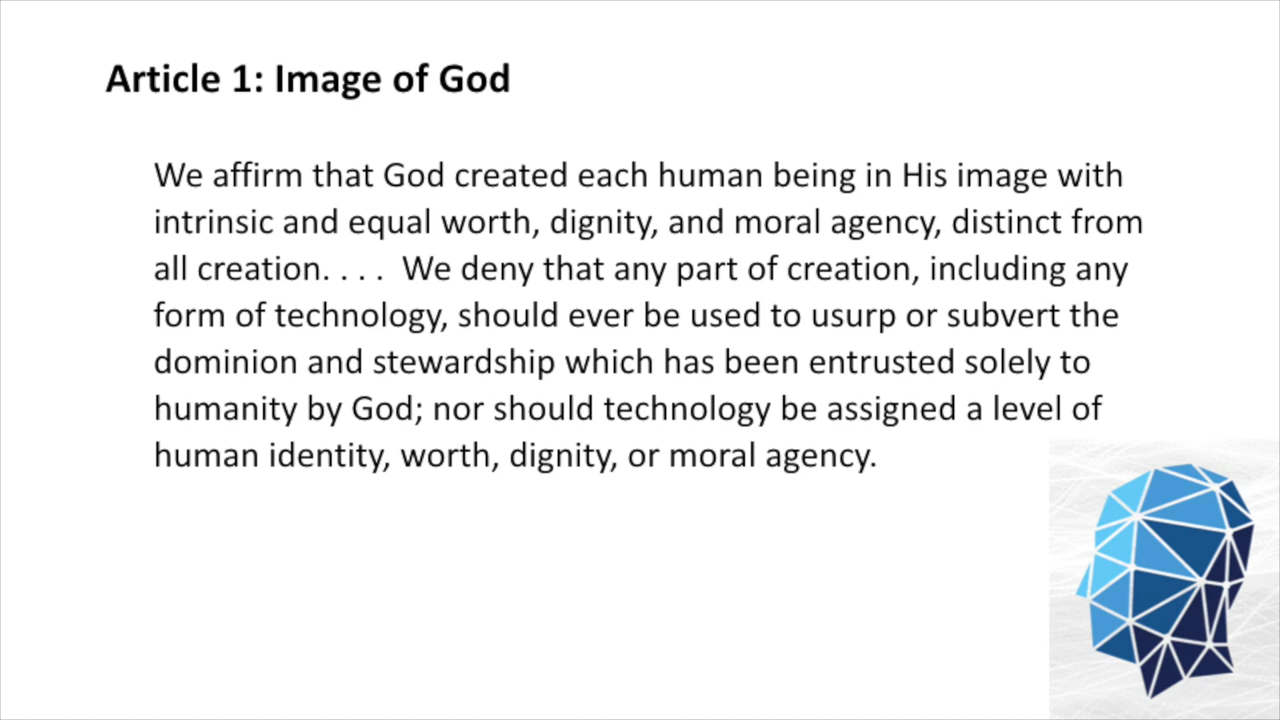 Article 1: Image of God
We affirm that God created each human being in His image with
intrinsic and equal worth, dignity, and moral agency, distinct from
all creation. . . .  We deny that any part of creation, including any
form of technology, should ever be used to usurp or subvert the
dominion and stewardship which has been entrusted solely to
humanity by God; nor should technology be assigned a level of
human identity, worth, dignity, or moral agency.